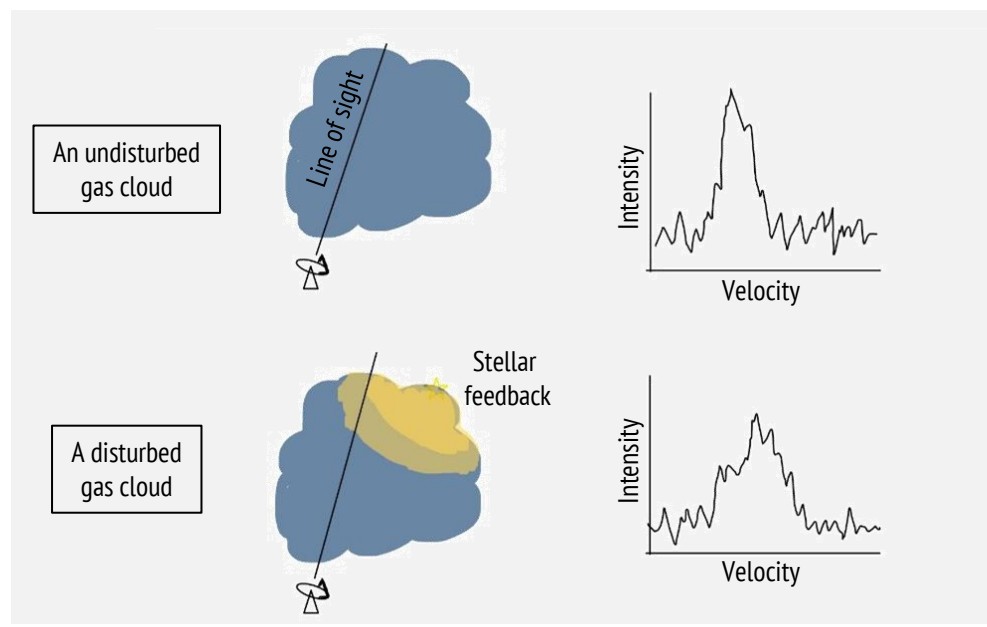 An undisturbed
gas cloud
Line of sight
Intensity
Velocity
Stellar
feedback
A disturbed
gas cloud
Intensity
Velocity